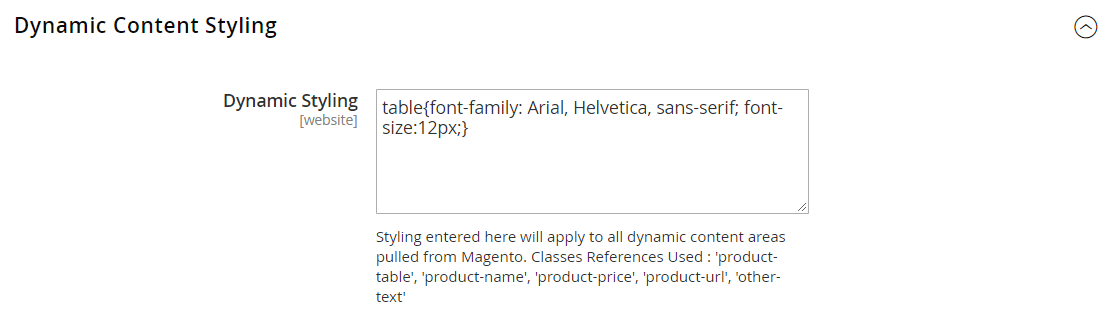 Dynamic Content Styling
Dynamic Styling
[website]
table{font-family: Arial, Helvetica, sans-serif; font-
size:12px;}
Styling entered here will apply to all dynamic content areas
pulled from Magento. Classes References Used : 'product-
table', 'product-name', 'product-price', 'product-url', 'other-
text'